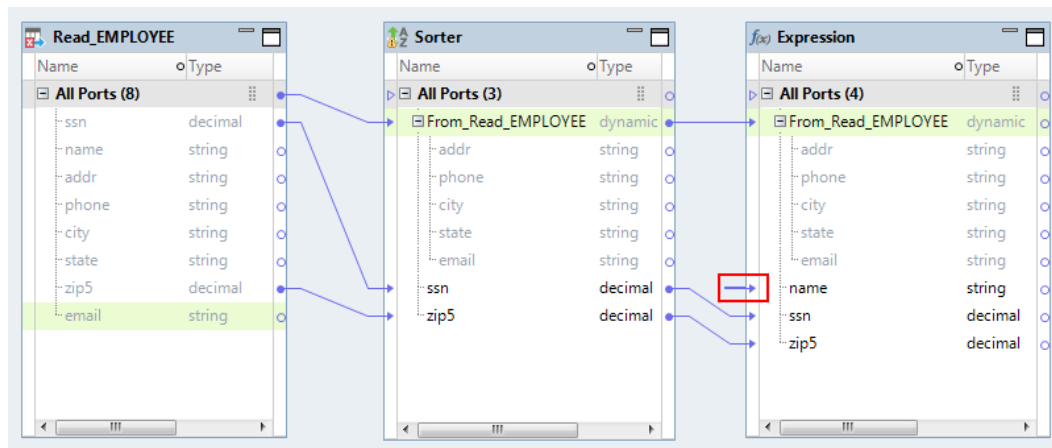 Read_EMPLOYEE
Name Type
All Ports (8)
ssn decimal
name string
addr string
phone string
city string
state string
zip5 decimal
email string
A Z Sorter
Name Type
All Ports (3)
From_Read_EMPLOYEE dynamic
addr string
phone string
city string
state string
email string
ssn decimal
zip5 decimal
f(x) Expression
Name Type
All Ports (4)
From_Read_EMPLOYEE dynamic
addr string
phone string
city string
state string
email string
name string
ssn decimal
zip5 decimal